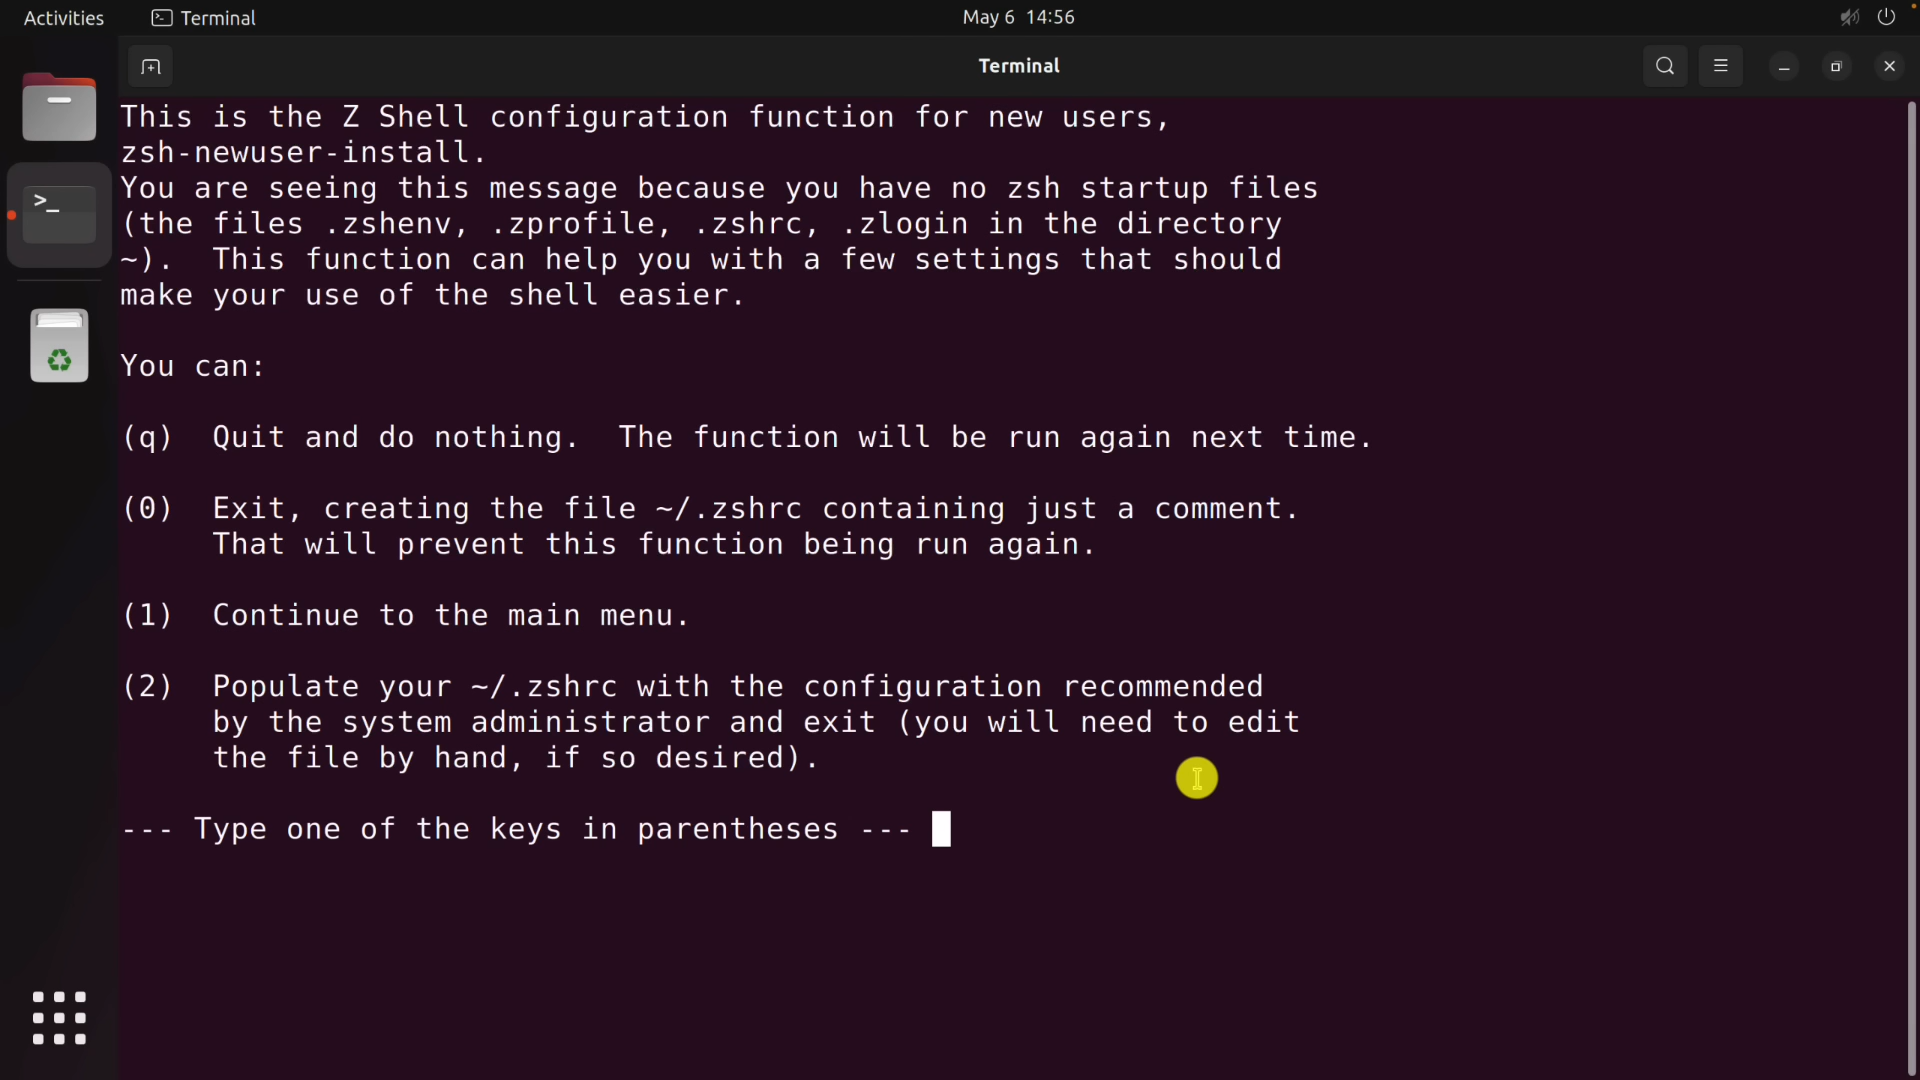 Activities
Terminal
May 6 14:56
Terminal
This is the Z Shell configuration function for new users,
zsh-newuser-install.
You are seeing this message because you have no zsh startup files
(the files .zshenv, .zprofile, .zshrc, .zlogin in the directory
~).  This function can help you with a few settings that should
make your use of the shell easier.
You can:
(q)  Quit and do nothing.  The function will be run again next time.
(0)  Exit, creating the file ~/.zshrc containing just a comment.
     That will prevent this function being run again.
(1)  Continue to the main menu.
(2)  Populate your ~/.zshrc with the configuration recommended
     by the system administrator and exit (you will need to edit
     the file by hand, if so desired).
--- Type one of the keys in parentheses ---